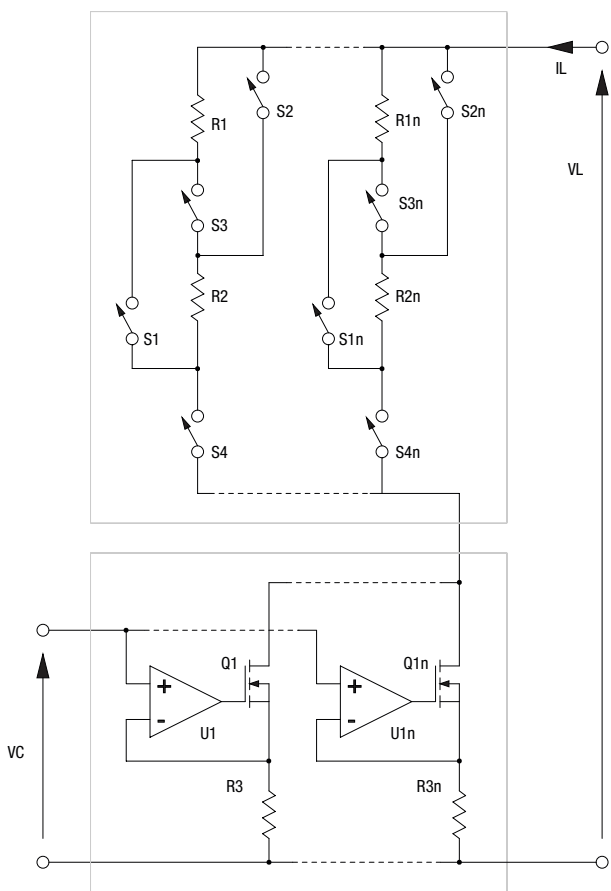 IL
S2
S2n
R1
R1n
VL
S3
S3n
R2
R2n
S1
S1n
S4
S4n
Q1
Q1n
+
+
-
-
U1
U1n
VC
R3
R3n